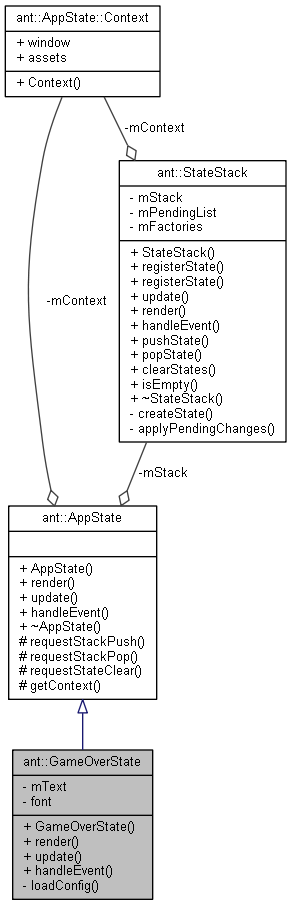 ant::AppState::Context
+ window
+ assets
+ Context()
-mContext
ant::StateStack
- mStack
- mPendingList
- mFactories
+ StateStack()
+ registerState()
+ registerState()
+ update()
+ render()
+ handleEvent()
+ pushState()
+ popState()
+ clearStates()
+ isEmpty()
+ ~StateStack()
- createState()
- applyPendingChanges()
-mContext
-mStack
ant::AppState
+ AppState()
+ render()
+ update()
+ handleEvent()
+ ~AppState()
# requestStackPush()
# requestStackPop()
# requestStateClear()
# getContext()
ant::GameOverState
- mText
- font
+ GameOverState()
+ render()
+ update()
+ handleEvent()
- loadConfig()